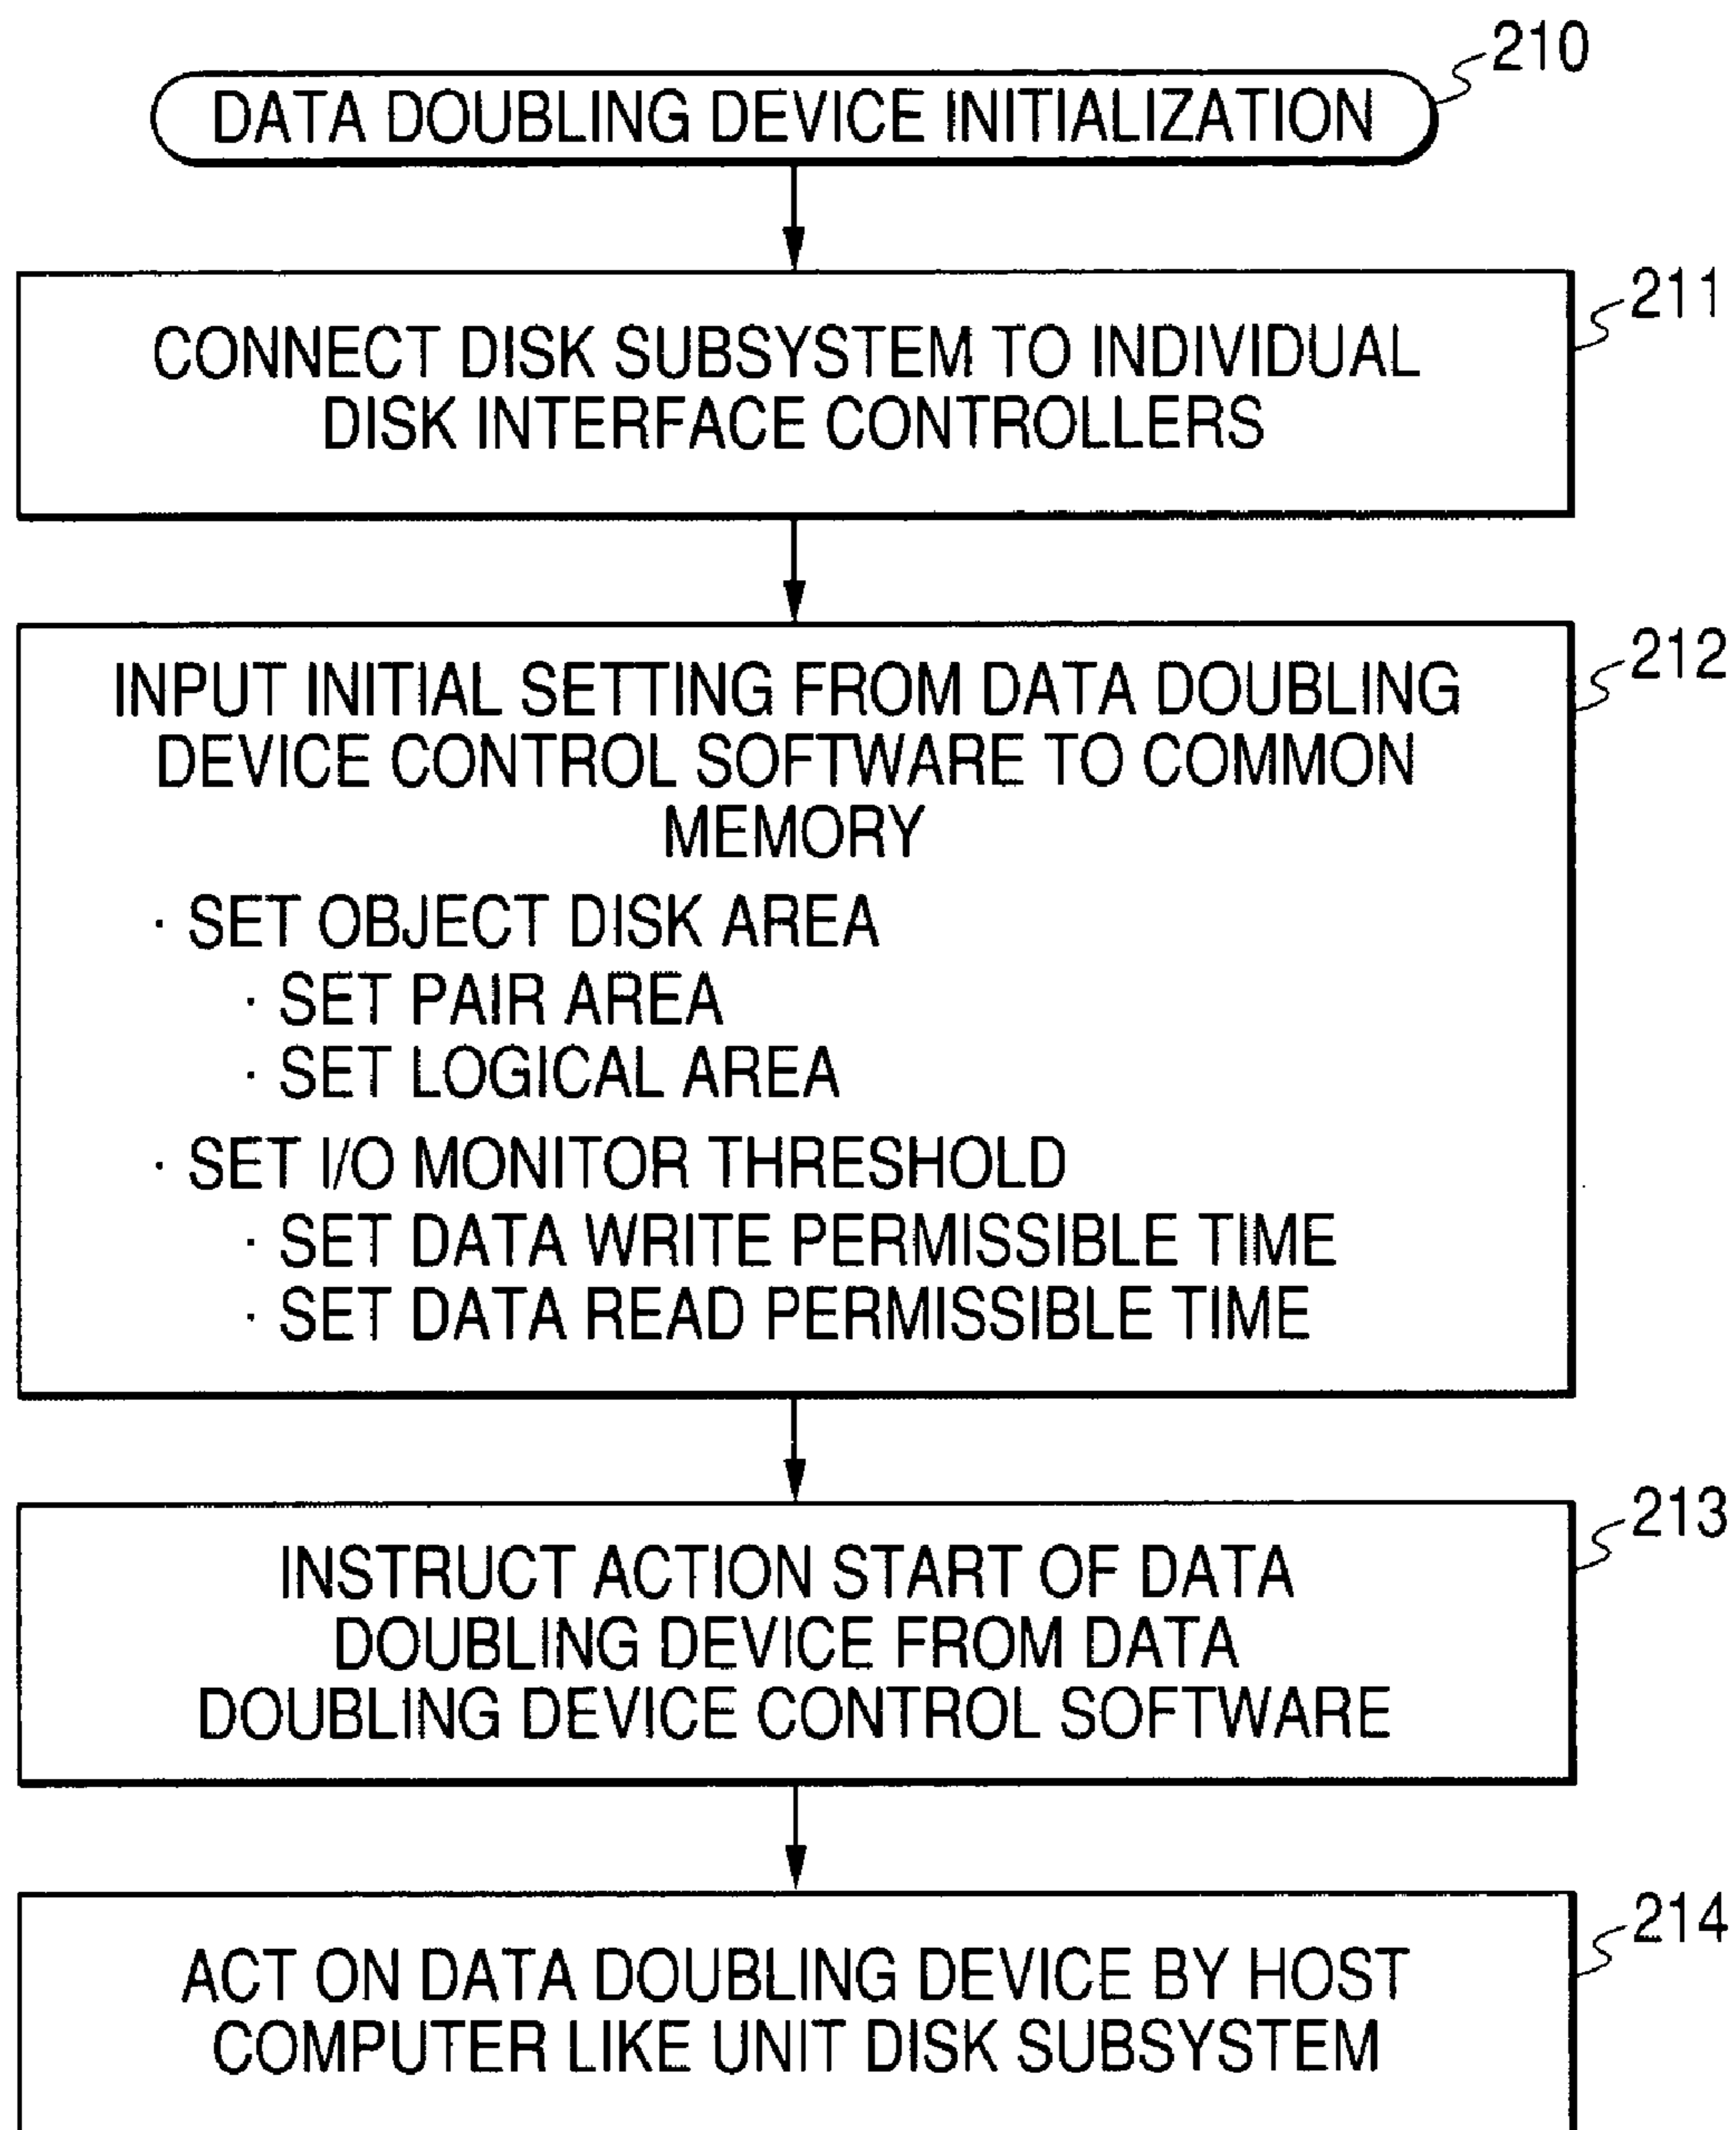 210
DATA DOUBLING DEVICE INITIALIZATION
211
CONNECT DISK SUBSYSTEM TO INDIVIDUAL
DISK INTERFACE CONTROLLERS
212
INPUT INITIAL SETTING FROM DATA DOUBLING
DEVICE CONTROL SOFTWARE TO COMMON
MEMORY
· SET OBJECT DISK AREA
· SET PAIR AREA
· SET LOGICAL AREA
· SET I/O MONITOR THRESHOLD
· SET DATA WRITE PERMISSIBLE TIME
· SET DATA READ PERMISSIBLE TIME
213
INSTRUCT ACTION START OF DATA
DOUBLING DEVICE FROM DATA
DOUBLING DEVICE CONTROL SOFTWARE
214
ACT ON DATA DOUBLING DEVICE BY HOST
COMPUTER LIKE UNIT DISK SUBSYSTEM